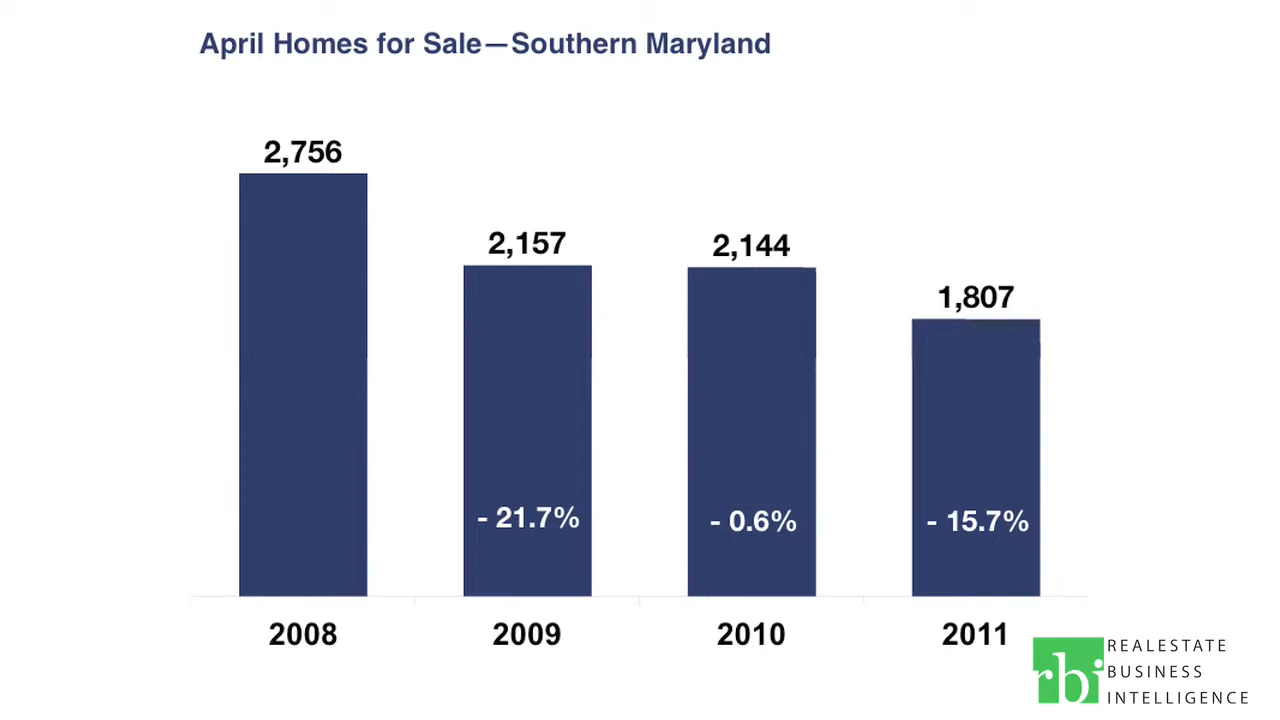 April Homes for Sale—Southern Maryland
2,756
2,157
2,144
1,807
- 21.7%
- 0.6%
- 15.7%
2008
2009
2010
2011
rbi
REALESTATE
BUSINESS
INTELLIGENCE